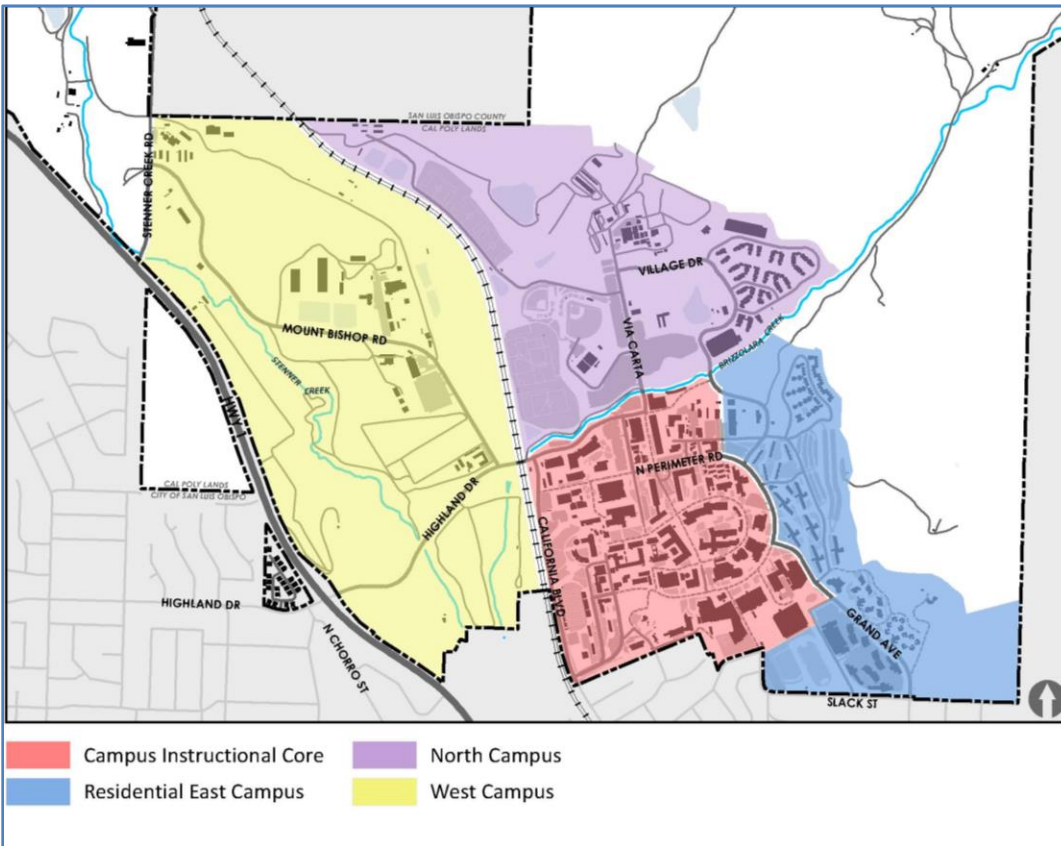 SAN LUIS OBISPO COUNTY
CAL POLY LANDS
STENNER CREEK RD
VILLAGE DR
MOUNT BISHOP RD
VIA CARTA
BRIZZOLARA CREEK
STENNER CREEK
HWY
N PERIMETER RD
CAL POLY LANDS
CITY OF SAN LUIS OBISPO
HIGHLAND DR
CALIFORNIA BLVD
HIGHLAND DR
N CHORRO ST
GRAND AVE
SLACK ST
Campus Instructional Core
North Campus
Residential East Campus
West Campus